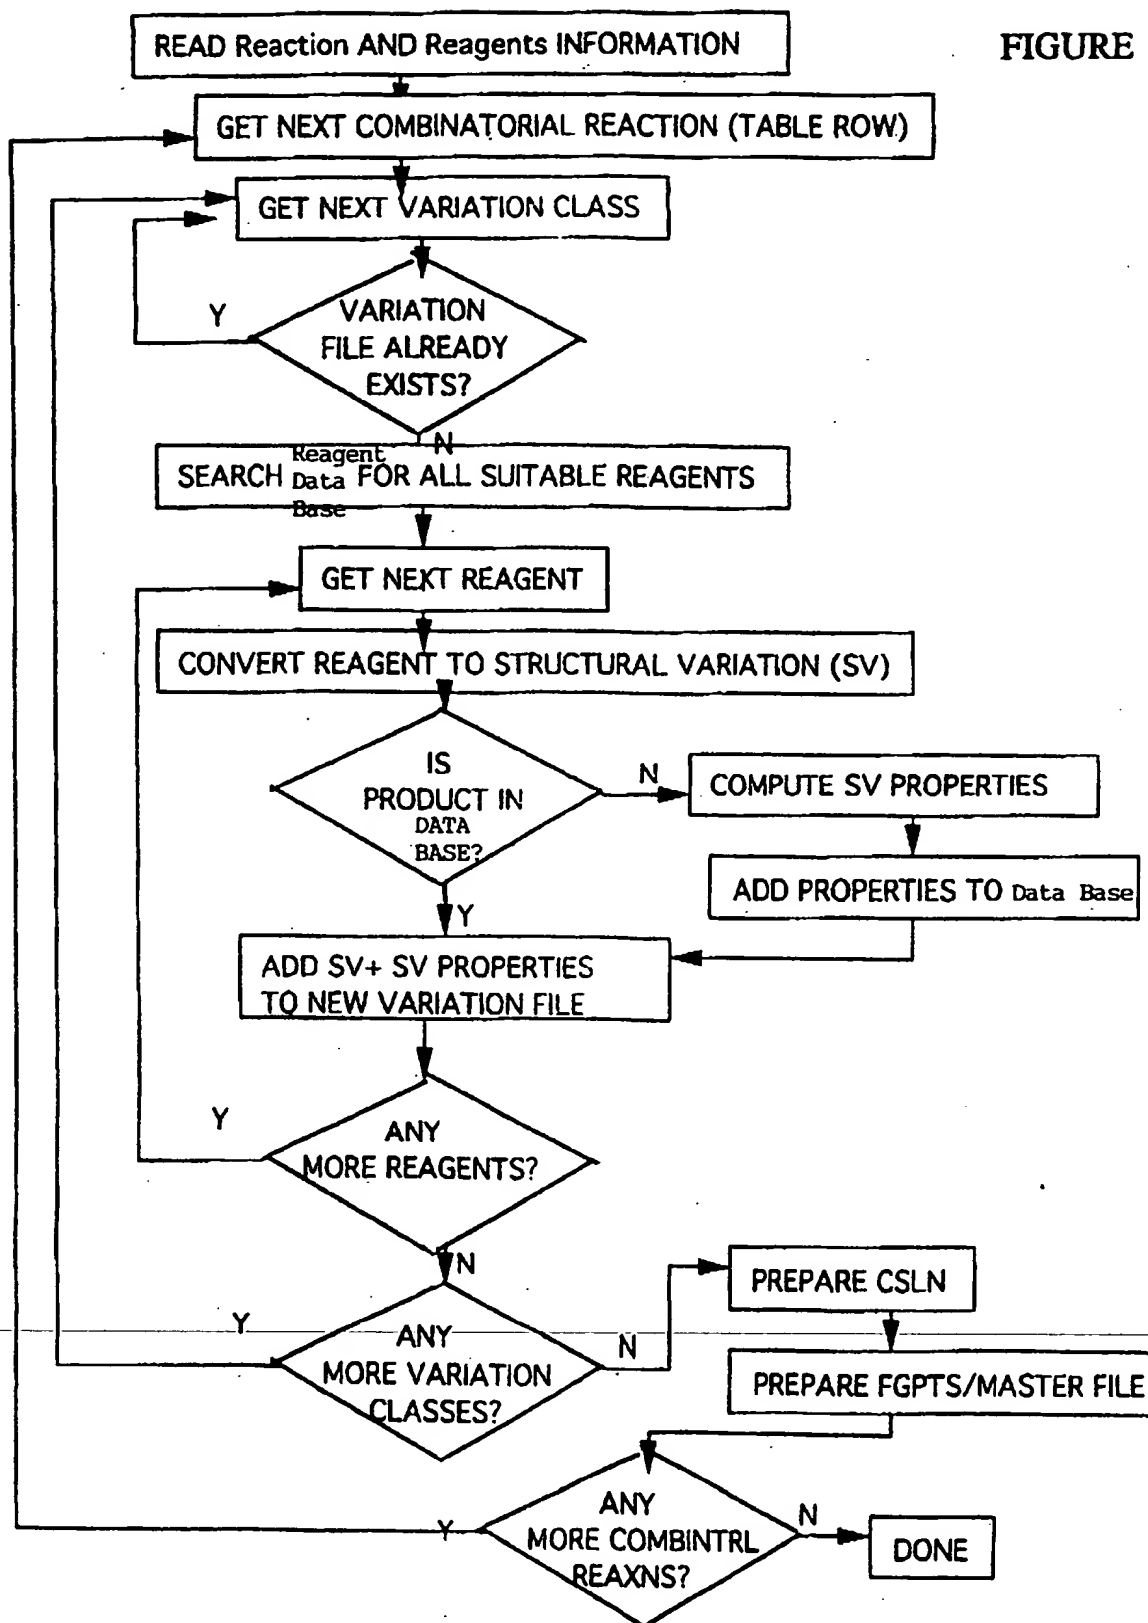 FIGURE
READ Reaction AND Reagents INFORMATION
GET NEXT COMBINATORIAL REACTION (TABLE ROW)
GET NEXT VARIATION CLASS
Y
VARIATION
FILE ALREADY
EXISTS?
N
SEARCH Reagent Data Base FOR ALL SUITABLE REAGENTS
GET NEXT REAGENT
CONVERT REAGENT TO STRUCTURAL VARIATION (SV)
IS
PRODUCT IN
DATA
BASE?
N
COMPUTE SV PROPERTIES
ADD PROPERTIES TO Data Base
Y
ADD SV+ SV PROPERTIES
TO NEW VARIATION FILE
Y
ANY
MORE REAGENTS?
N
Y
ANY
MORE VARIATION
CLASSES?
N
PREPARE CSLN
PREPARE FGPTS/MASTER FILE
Y
ANY
MORE COMBINTRL
REAXNS?
N
DONE